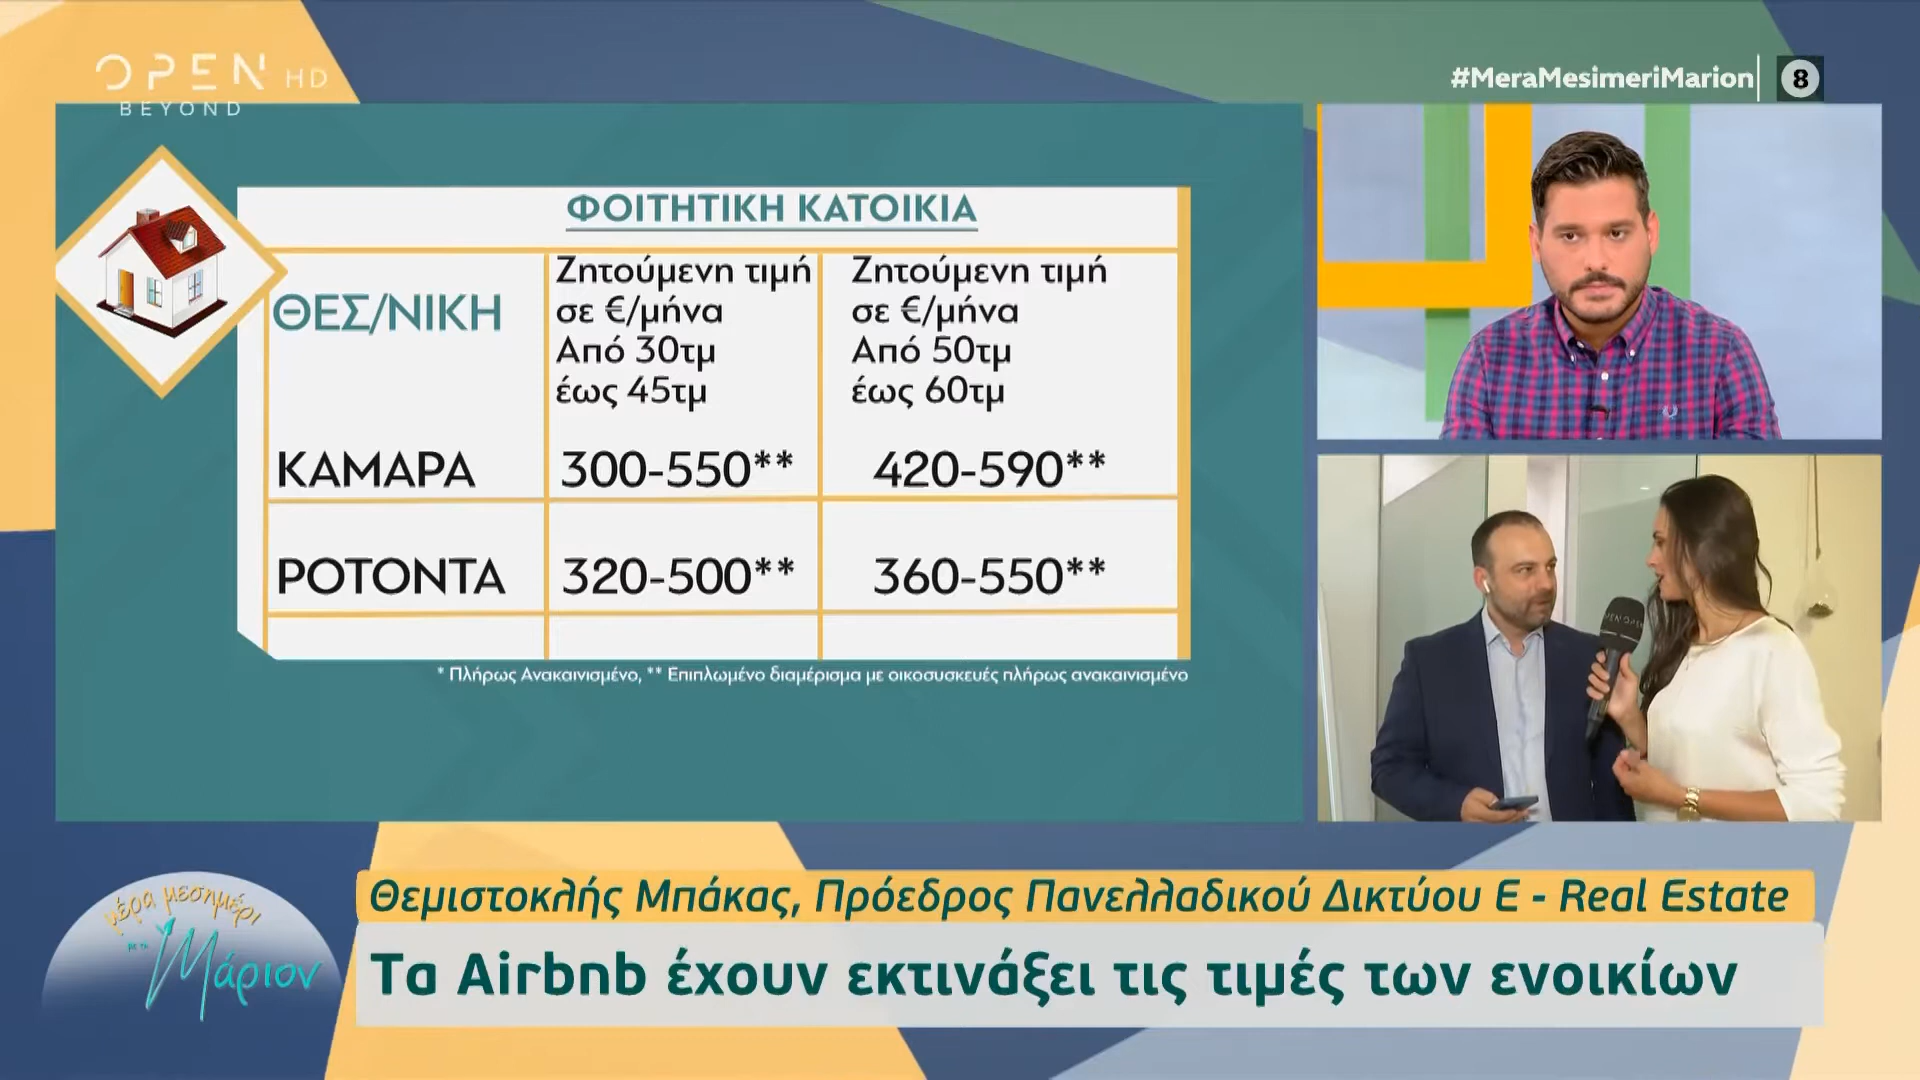 OPEN HD
BEYOND
#MeraMesimeriMarion
8
ΦΟΙΤΗΤΙΚΗ ΚΑΤΟΙΚΙΑ
ΘΕΣ/ΝΙΚΗ
Ζητούμενη τιμή
σε €/μήνα
Από 30τμ
έως 45τμ
Ζητούμενη τιμή
σε €/μήνα
Από 50τμ
έως 60τμ
ΚΑΜΑΡΑ 300-550** 420-590**
ΡΟΤΟΝΤΑ 320-500** 360-550**
* Πλήρως Ανακαινισμένο, ** Επιπλωμένο διαμέρισμα με οικοσυσκευές πλήρως ανακαινισμένο
OPEN
μέρα μεσημέρι
με τη
Μάριον
Θεμιστοκλής Μπάκας, Πρόεδρος Πανελλαδικού Δικτύου E - Real Estate
Τα Airbnb έχουν εκτινάξει τις τιμές των ενοικίων